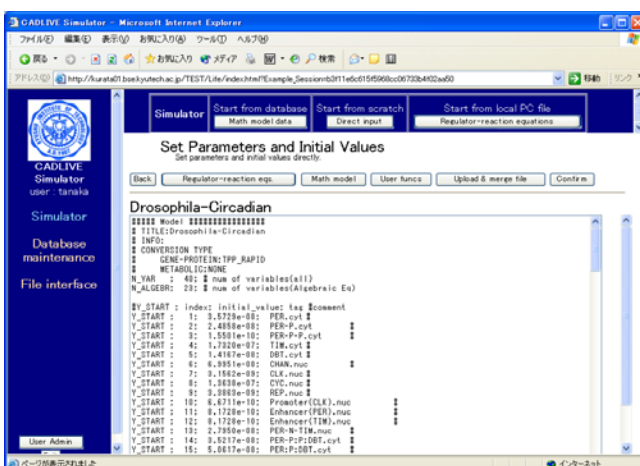 CADLIVE Simulator - Microsoft Internet Explorer
ファイル(F) 編集(E) 表示(V) お気に入り(A) ツール(T) ヘルプ(H)
戻る お気に入り メディア 検索
アドレス(D) http://kurata01.bse.kyutech.ac.jp/TEST/Life/index.html?Example_Session=b3f11e6c615f5968cc06733b4f02aa50 移動 リンク
Simulator
Start from database
Math model data
Start from scratch
Direct input
Start from local PC file
Regulator-reaction equations
CADLIVE
Simulator
user : tanaka
Simulator
Database
maintenance
File interface
User Admin
Set Parameters and Initial Values
Set parameters and initial values directly.
Back Regulator-reaction eqs. Math model User funcs Upload & merge file Confirm
Drosophila-Circadian
##### Model ###############
# TITLE:Drosophila-Circadian
# INFO:
# CONVERSION TYPE
# GENE-PROTEIN:TPP_RAPID
# METABOLIC:NONE
N_VAR : 40; # num of variables(all)
N_ALGEBR: 23; # num of variables(Algebraic Eq)
#Y_START : index: initial_value; tag #comment
Y_START : 1: 3.5729e-08; PER.cyt #
Y_START : 2: 2.4858e-08; PER-P.cyt #
Y_START : 3: 1.5501e-10; PER-P-P.cyt #
Y_START : 4: 1.7320e-07; TIM.cyt #
Y_START : 5: 1.4167e-08; DBT.cyt #
Y_START : 6: 6.9951e-08; CHAN.nuc #
Y_START : 7: 3.1562e-09; CLK.nuc #
Y_START : 8: 1.3638e-07; CYC.nuc #
Y_START : 9: 3.3863e-09; REP.nuc #
Y_START : 10: 6.6711e-10; Promoter(CLK).nuc #
Y_START : 11: 8.1728e-10; Enhancer(PER).nuc #
Y_START : 12: 8.1728e-10; Enhancer(TIM).nuc #
Y_START : 13: 2.7950e-08; PER-N-TIM.nuc #
Y_START : 14: 3.5217e-08; PER-P:P:DBT.cyt #
Y_START : 15: 5.0617e-08; PER:P:DBT.cyt #
ページが表示されました インターネット